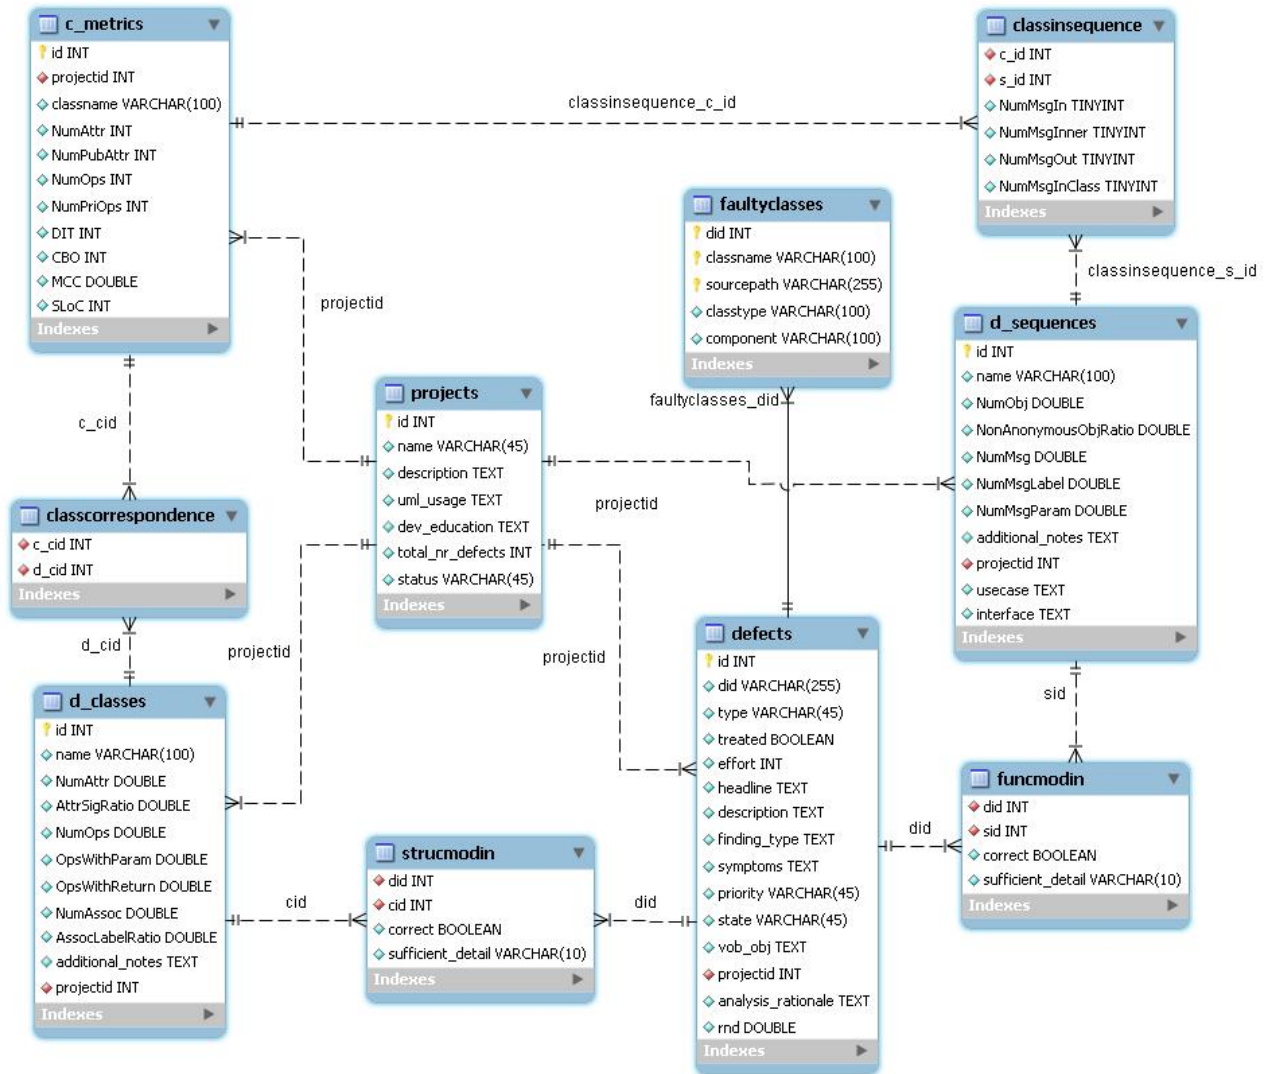 c_metrics
id INT
projectid INT
classname VARCHAR(100)
NumAttr INT
NumPubAttr INT
NumOps INT
NumPriOps INT
DIT INT
CBO INT
MCC DOUBLE
SLoC INT
Indexes
classinsequence_c_id
classinsequence
c_id INT
s_id INT
NumMsgIn TINYINT
NumMsgInner TINYINT
NumMsgOut TINYINT
NumMsgInClass TINYINT
Indexes
classinsequence_s_id
faultyclasses
did INT
classname VARCHAR(100)
sourcepath VARCHAR(255)
classtype VARCHAR(100)
component VARCHAR(100)
Indexes
faultyclasses_did
projectid
c_cid
projects
id INT
name VARCHAR(45)
description TEXT
uml_usage TEXT
dev_education TEXT
total_nr_defects INT
status VARCHAR(45)
Indexes
projectid
d_sequences
id INT
name VARCHAR(100)
NumObj DOUBLE
NonAnonymousObjRatio DOUBLE
NumMsg DOUBLE
NumMsgLabel DOUBLE
NumMsgParam DOUBLE
additional_notes TEXT
projectid INT
usecase TEXT
interface TEXT
Indexes
classcorrespondence
c_cid INT
d_cid INT
Indexes
d_cid
projectid
projectid
sid
d_classes
id INT
name VARCHAR(100)
NumAttr DOUBLE
AttrSigRatio DOUBLE
NumOps DOUBLE
OpsWithParam DOUBLE
OpsWithReturn DOUBLE
NumAssoc DOUBLE
AssocLabelRatio DOUBLE
additional_notes TEXT
projectid INT
Indexes
cid
strucmodin
did INT
cid INT
correct BOOLEAN
sufficient_detail VARCHAR(10)
Indexes
did
defects
id INT
did VARCHAR(255)
type VARCHAR(45)
treated BOOLEAN
effort INT
headline TEXT
description TEXT
finding_type TEXT
symptoms TEXT
priority VARCHAR(45)
state VARCHAR(45)
vob_obj TEXT
projectid INT
analysis_rationale TEXT
rnd DOUBLE
Indexes
did
funcmodin
did INT
sid INT
correct BOOLEAN
sufficient_detail VARCHAR(10)
Indexes